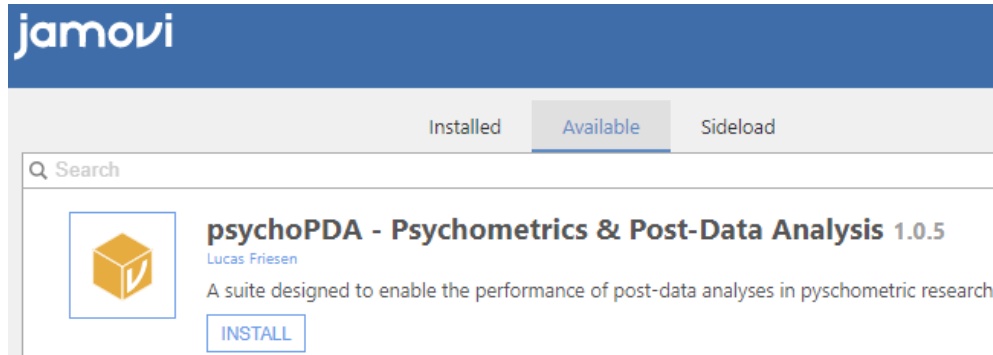 jamovi
Installed Available Sideload
Search
psychoPDA - Psychometrics & Post-Data Analysis 1.0.5
Lucas Friesen
A suite designed to enable the performance of post-data analyses in pyschometric research
INSTALL